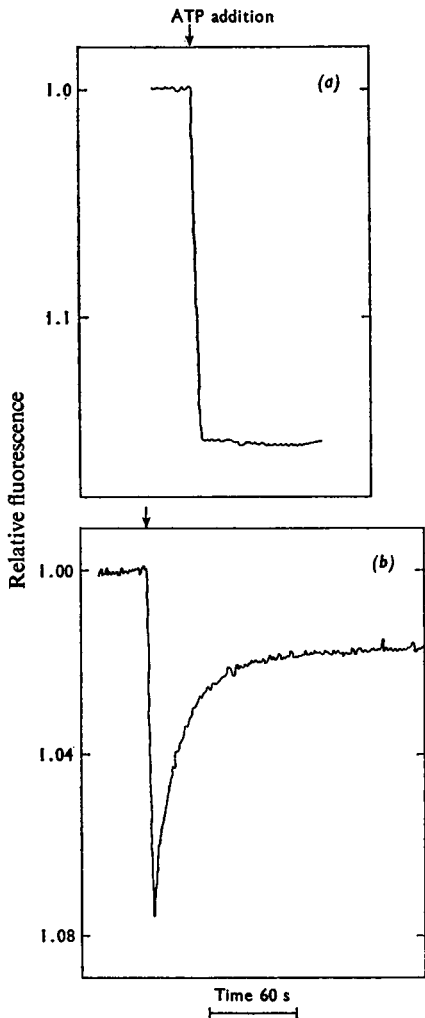 ATP addition
(a)
1.0
1.1
Relative fluorescence
(b)
1.00
1.04
1.08
Time 60 s